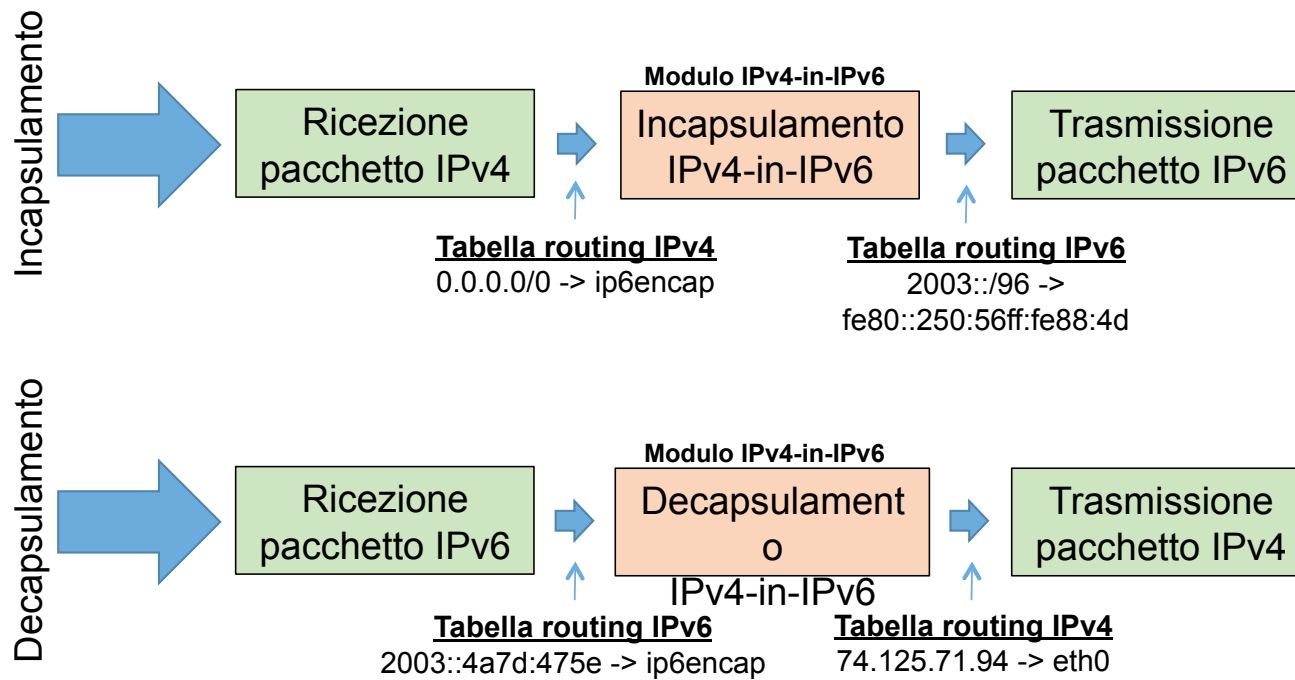 Incapsulamento
Modulo IPv4-in-IPv6
Ricezione
pacchetto IPv4
Incapsulamento
IPv4-in-IPv6
Trasmissione
pacchetto IPv6
Tabella routing IPv4
0.0.0.0/0 -> ip6encap
Tabella routing IPv6
2003::/96 ->
fe80::250:56ff:fe88:4d
Decapsulamento
Modulo IPv4-in-IPv6
Ricezione
pacchetto IPv6
Decapsulament
o
IPv4-in-IPv6
Trasmissione
pacchetto IPv4
Tabella routing IPv6
2003::4a7d:475e -> ip6encap
Tabella routing IPv4
74.125.71.94 -> eth0